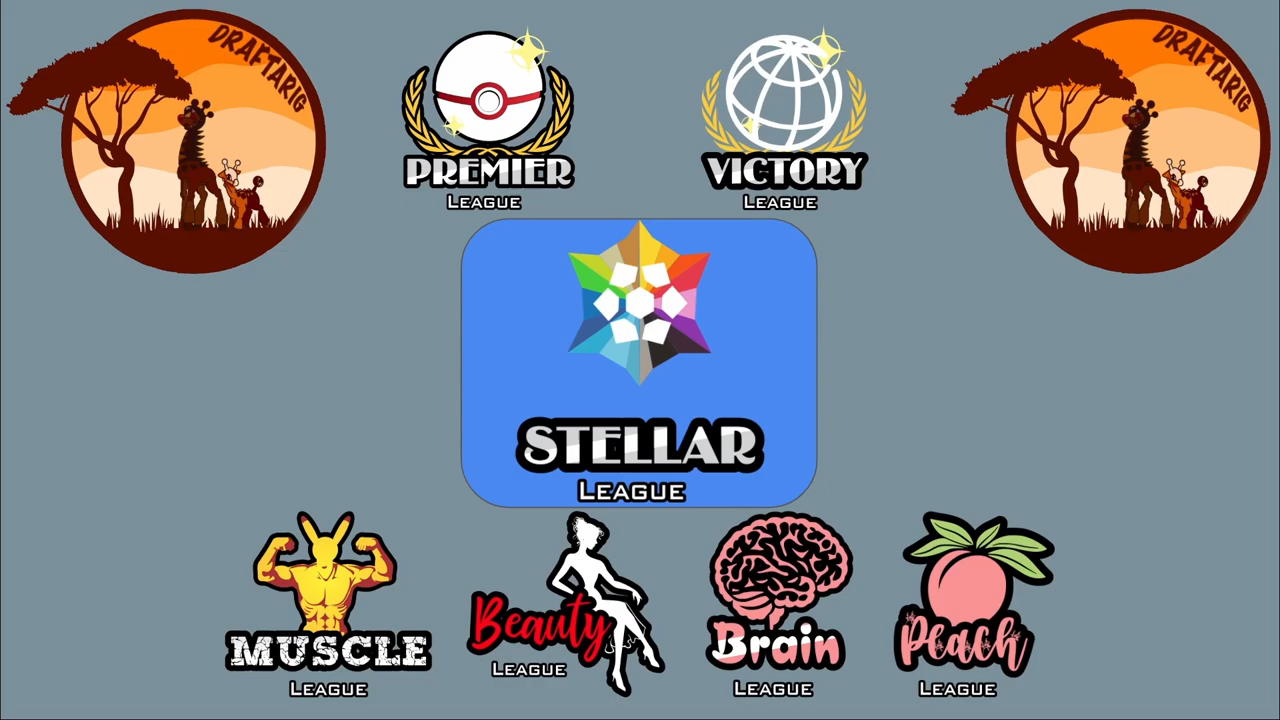 DRAFTARIG
PREMIER
LEAGUE
VICTORY
LEAGUE
DRAFTARIG
STELLAR
LEAGUE
MUSCLE
LEAGUE
Beauty
LEAGUE
Brain
LEAGUE
Peach
LEAGUE